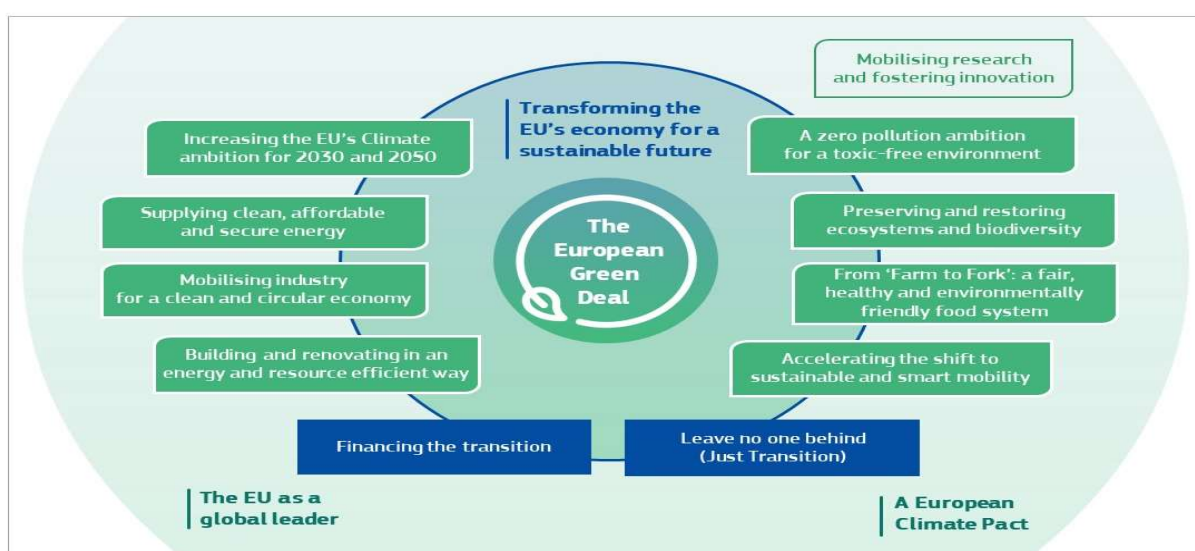 Mobilising research
and fostering innovation
Transforming the
EU's economy for a
sustainable future
Increasing the EU's Climate
ambition for 2030 and 2050
A zero pollution ambition
for a toxic-free environment
Supplying clean, affordable
and secure energy
Preserving and restoring
ecosystems and biodiversity
The
European
Green
Deal
Mobilising industry
for a clean and circular economy
From ‘Farm to Fork’: a fair,
healthy and environmentally
friendly food system
Building and renovating in an
energy and resource efficient way
Accelerating the shift to
sustainable and smart mobility
Financing the transition
Leave no one behind
(Just Transition)
The EU as a
global leader
A European
Climate Pact